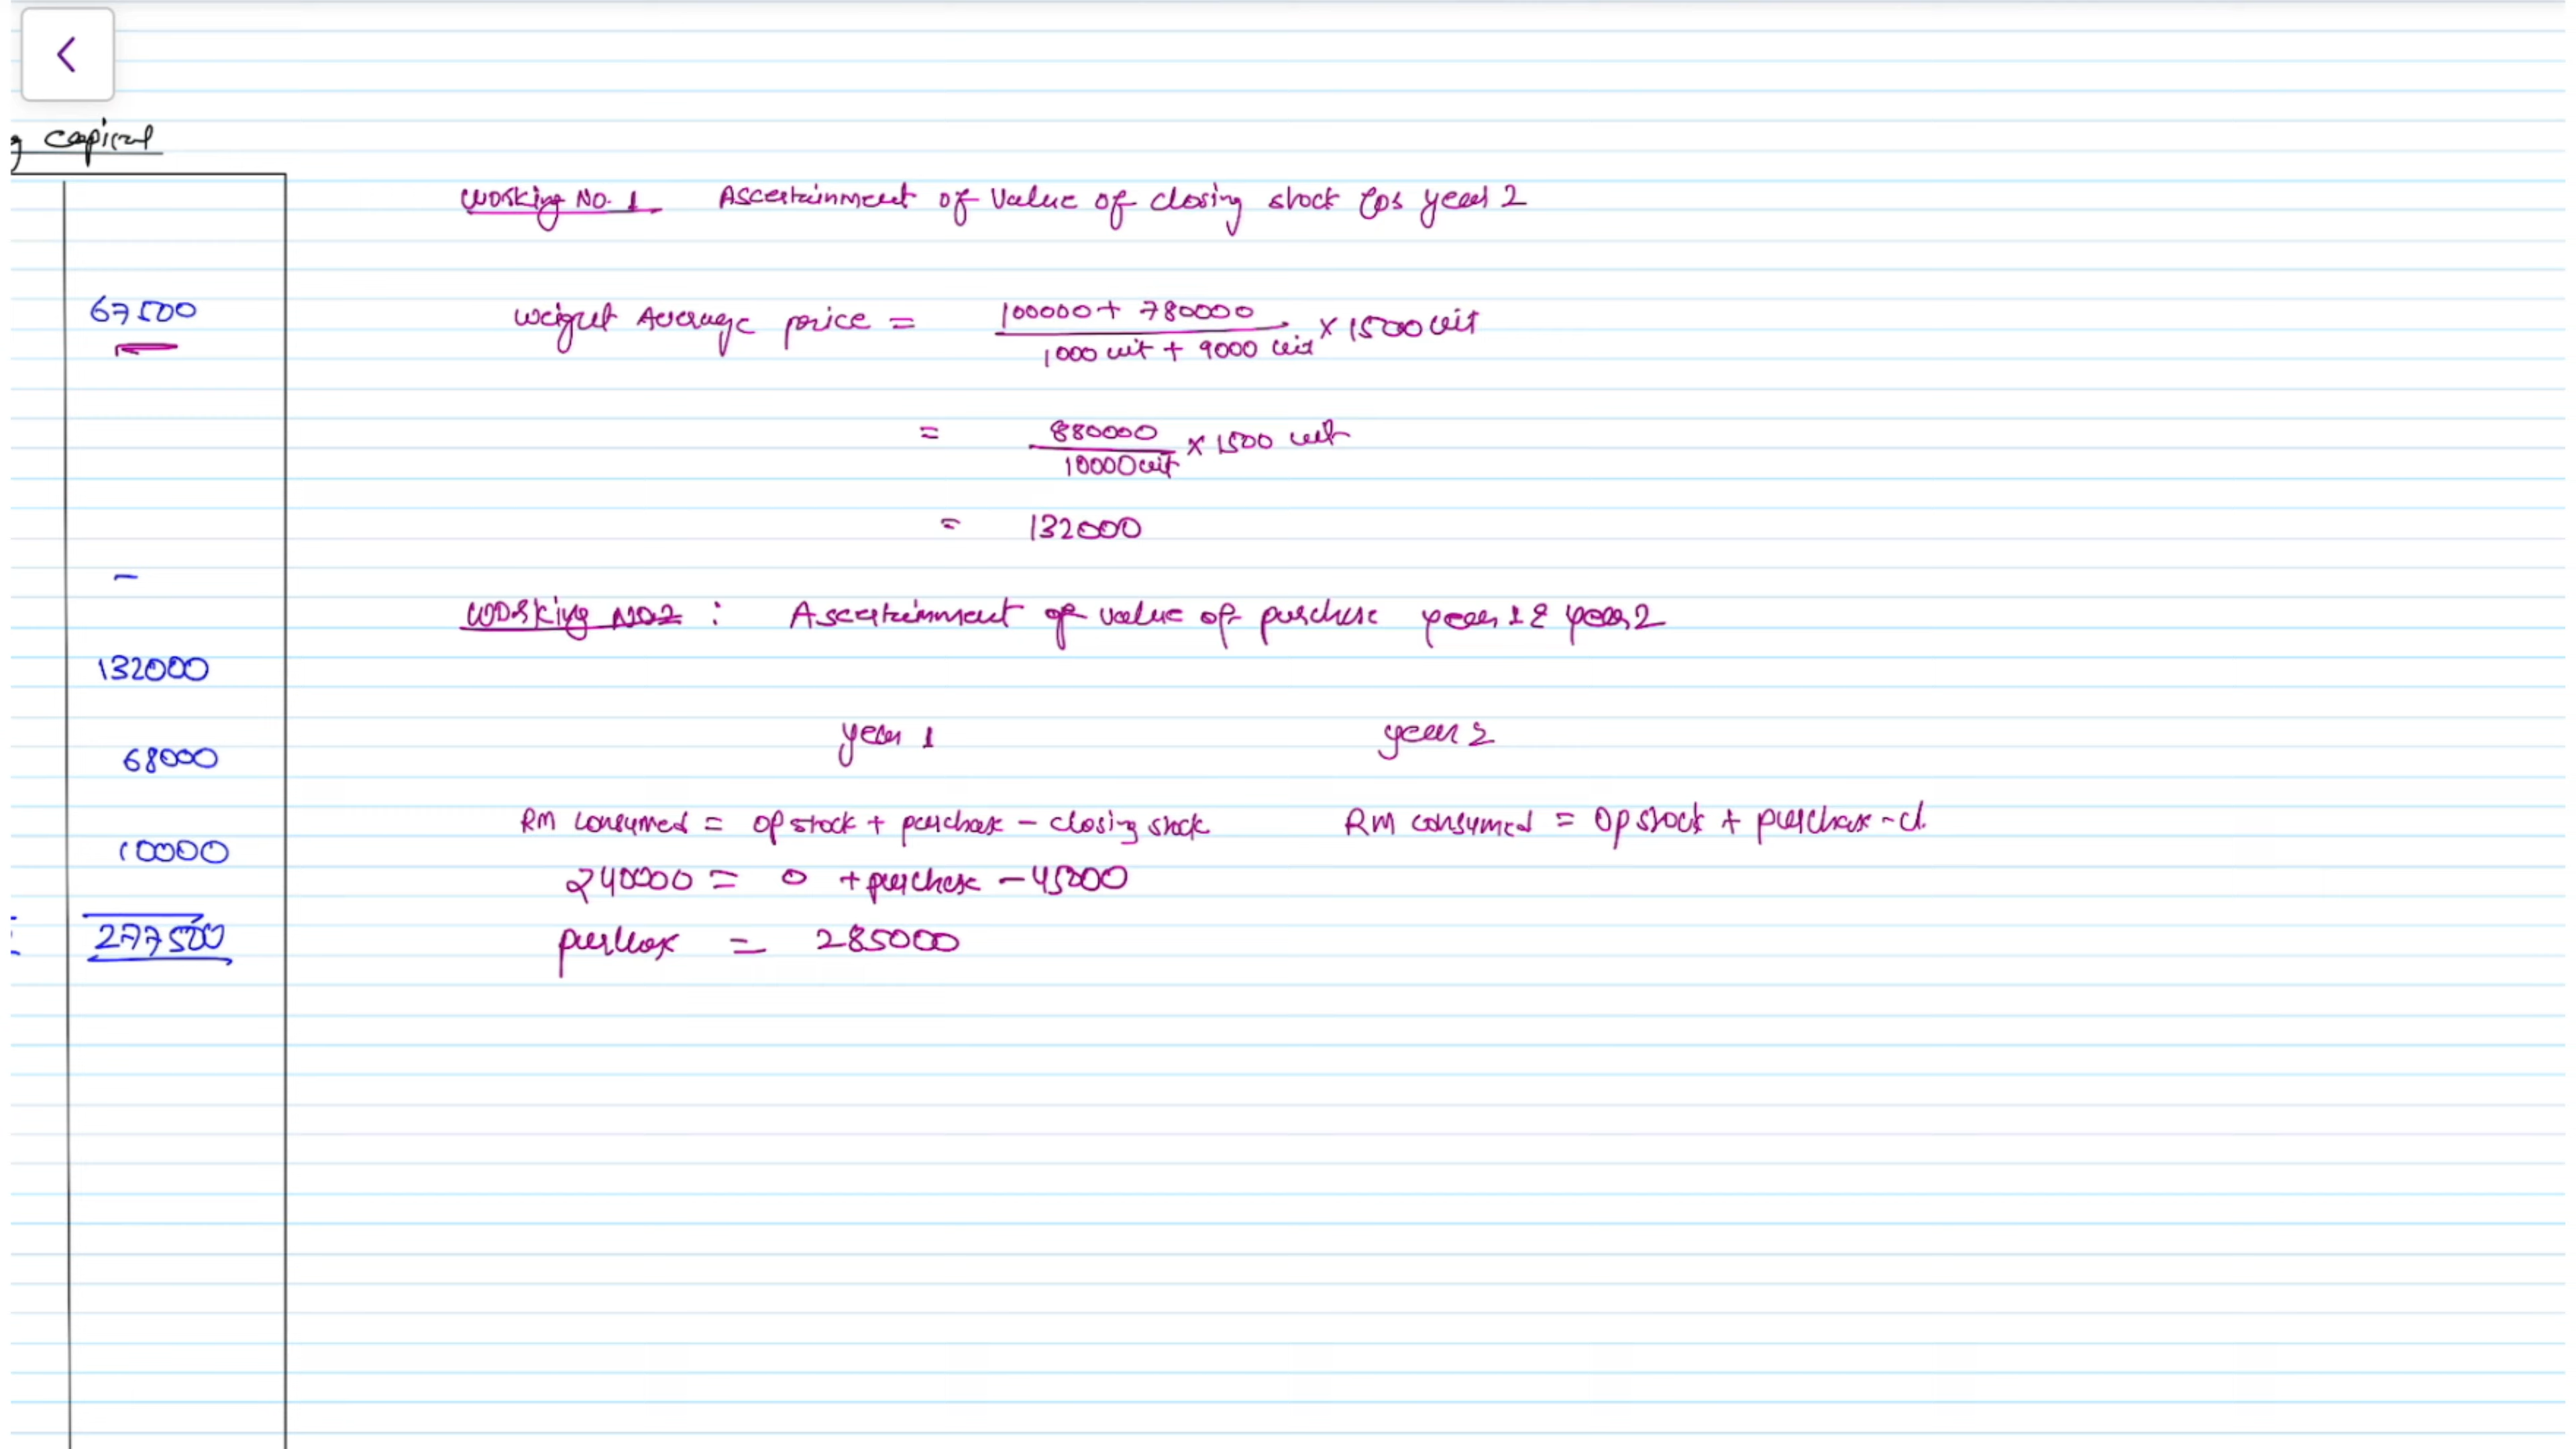 capital
67500
-
132000
68000
10000
277500
Working No. 1 Ascertainment of Value of closing stock for year 2
Weight Average price = 100000 + 780000 / 1000 unit + 9000 unit × 1500 unit
= 880000 / 10000 unit × 1500 unit
= 132000
Working No.2 : Ascertainment of value of purchase year 1 & year 2
year 1 year 2
RM consumed = op stock + purchase - closing stock RM consumed = Op stock + purchase - cl.
240000 = 0 + purchase - 45000
purchase = 285000